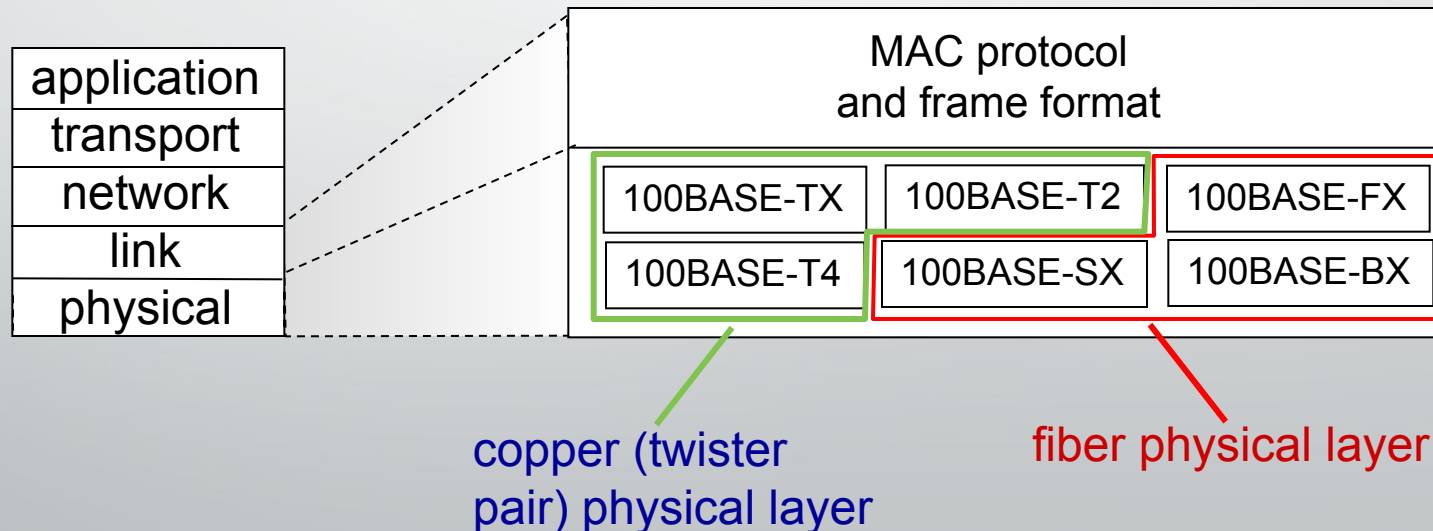 application
transport
network
link
physical
MAC protocol
and frame format
100BASE-TX
100BASE-T2
100BASE-FX
100BASE-T4
100BASE-SX
100BASE-BX
copper (twister
pair) physical layer
fiber physical layer